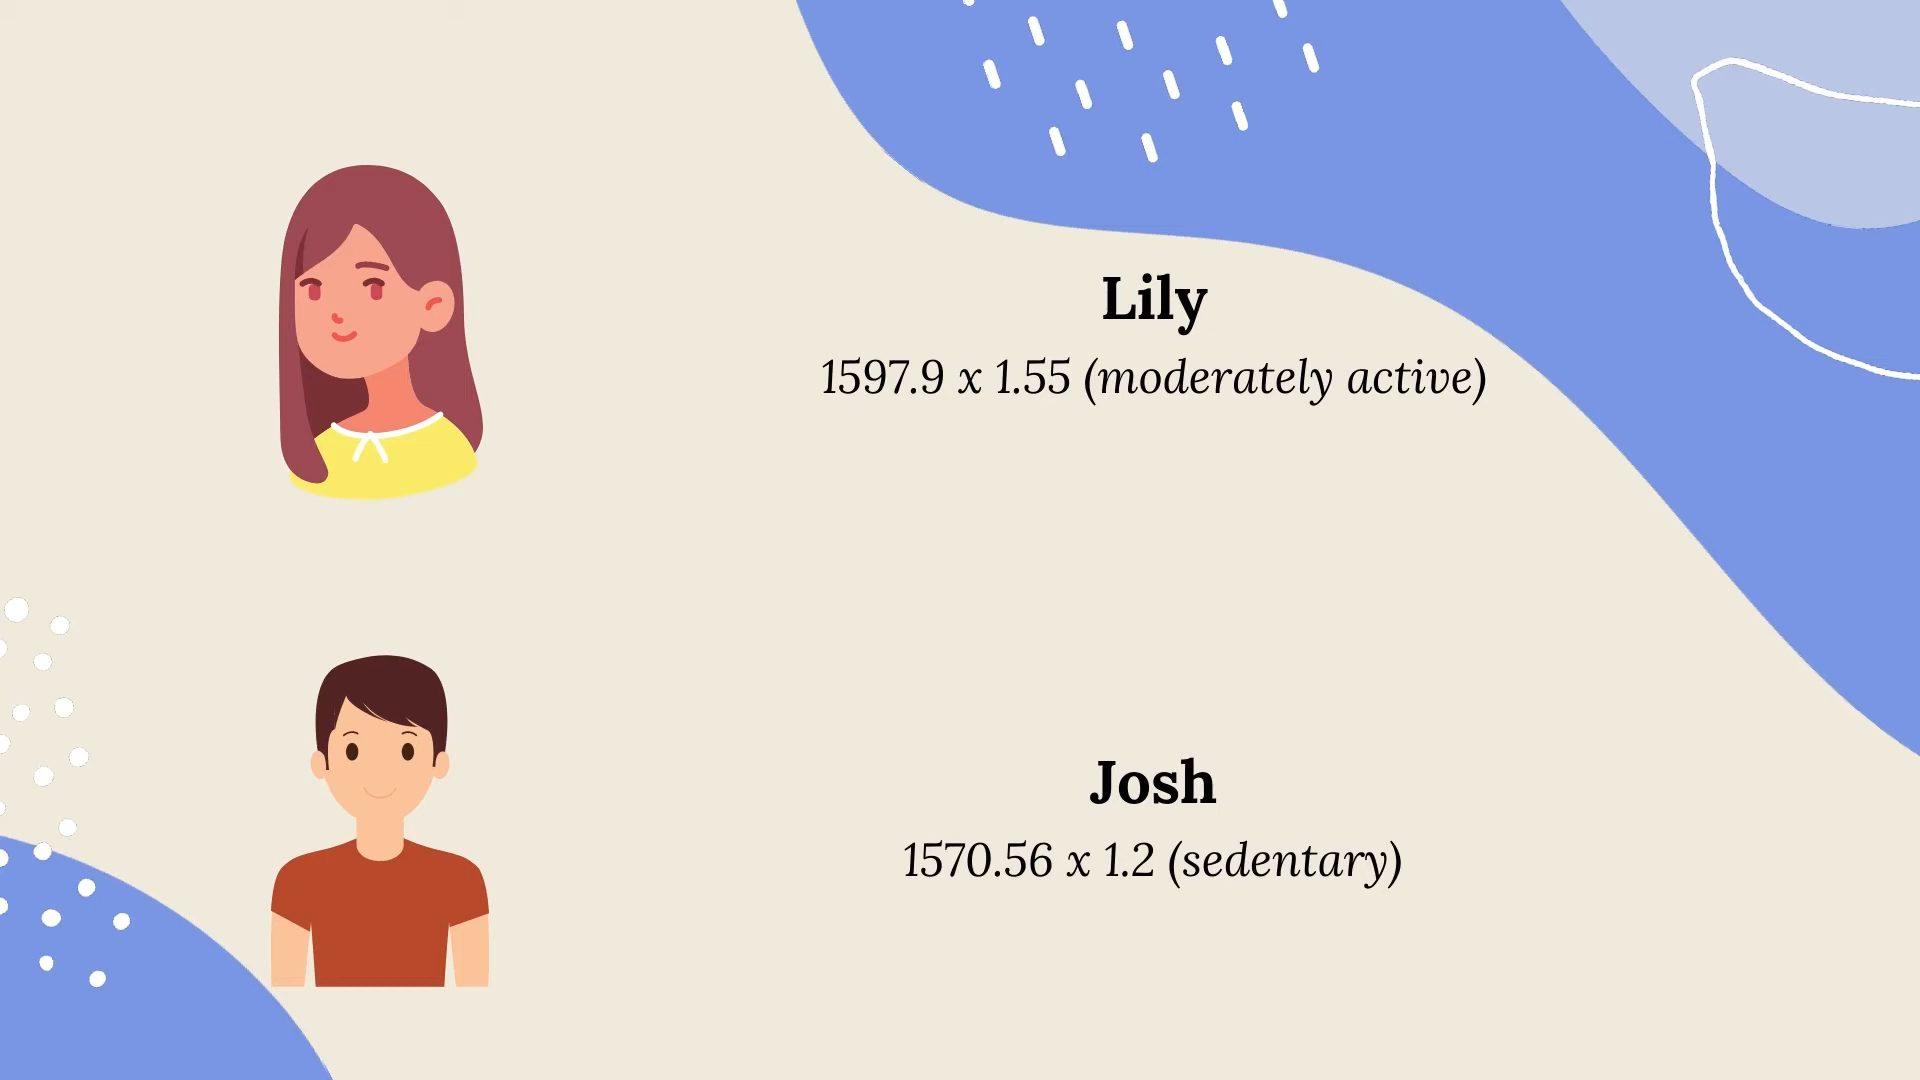 Lily
1597.9 x 1.55 (moderately active)
Josh
1570.56 x 1.2 (sedentary)